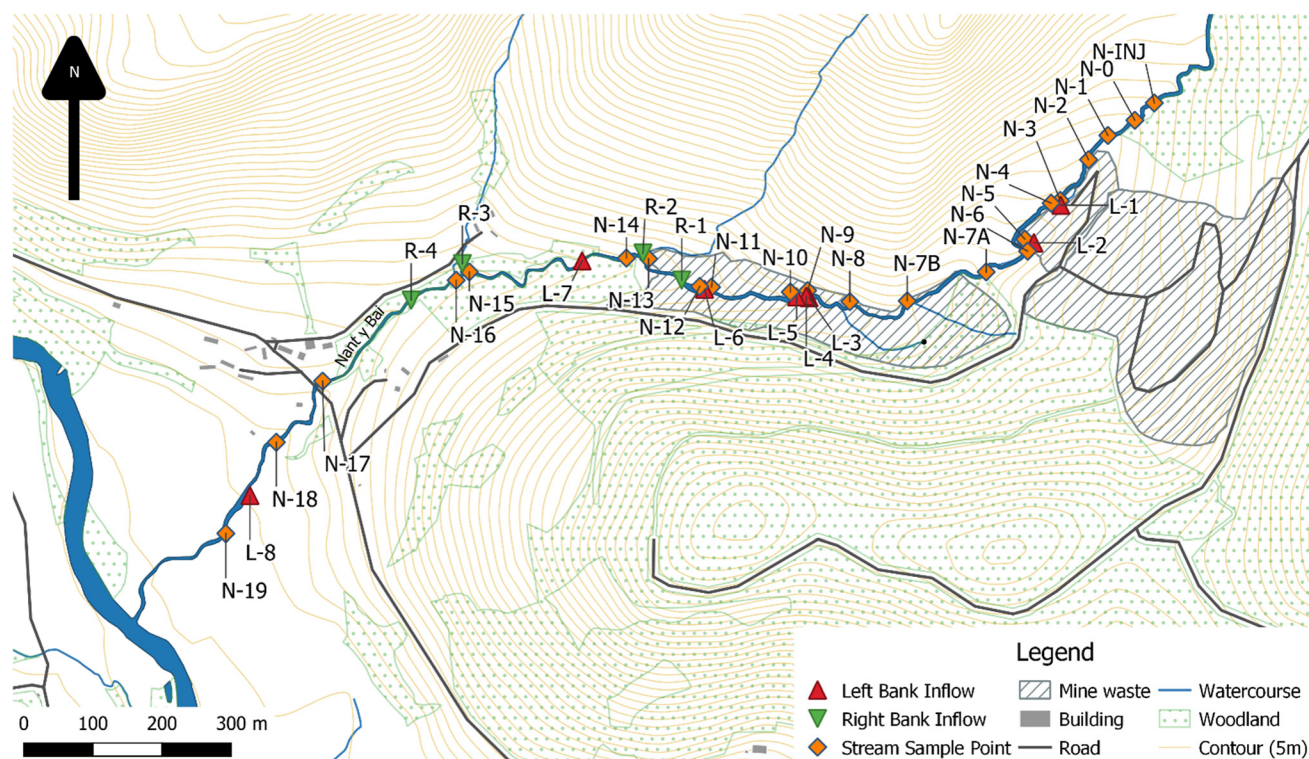 N
N-INJ
N-0
N-1
N-2
N-3
N-4
N-5
N-6
N-7A
L-1
L-2
N-7B
N-8
N-9
N-10
N-11
R-1
R-2
N-14
R-3
R-4
L-7
N-13
N-12
L-6
L-5
L-4
L-3
N-15
N-16
Nant y Bai
N-17
N-18
L-8
N-19
0 100 200 300 m
Legend
Left Bank Inflow
Right Bank Inflow
Stream Sample Point
Mine waste
Building
Road
Watercourse
Woodland
Contour (5m)